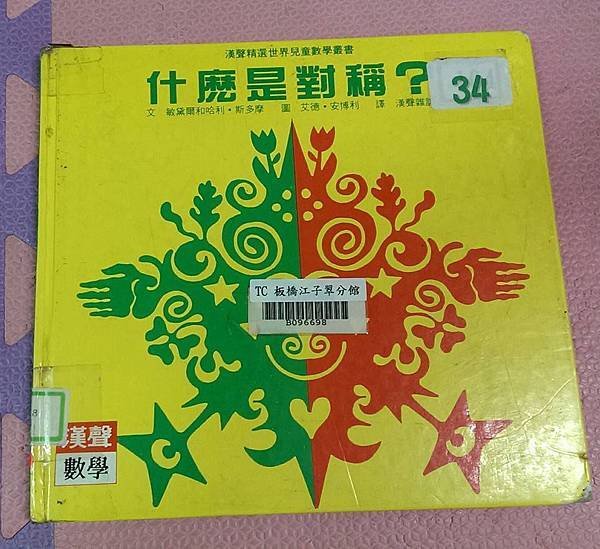 漢聲精選世界兒童數學叢書
什麼是對稱？
34
文 敏黛爾和哈利·斯多摩 圖 艾德·安博利 譯 漢聲雜
TC 板橋江子翠分館
B096698
8
漢聲
數學